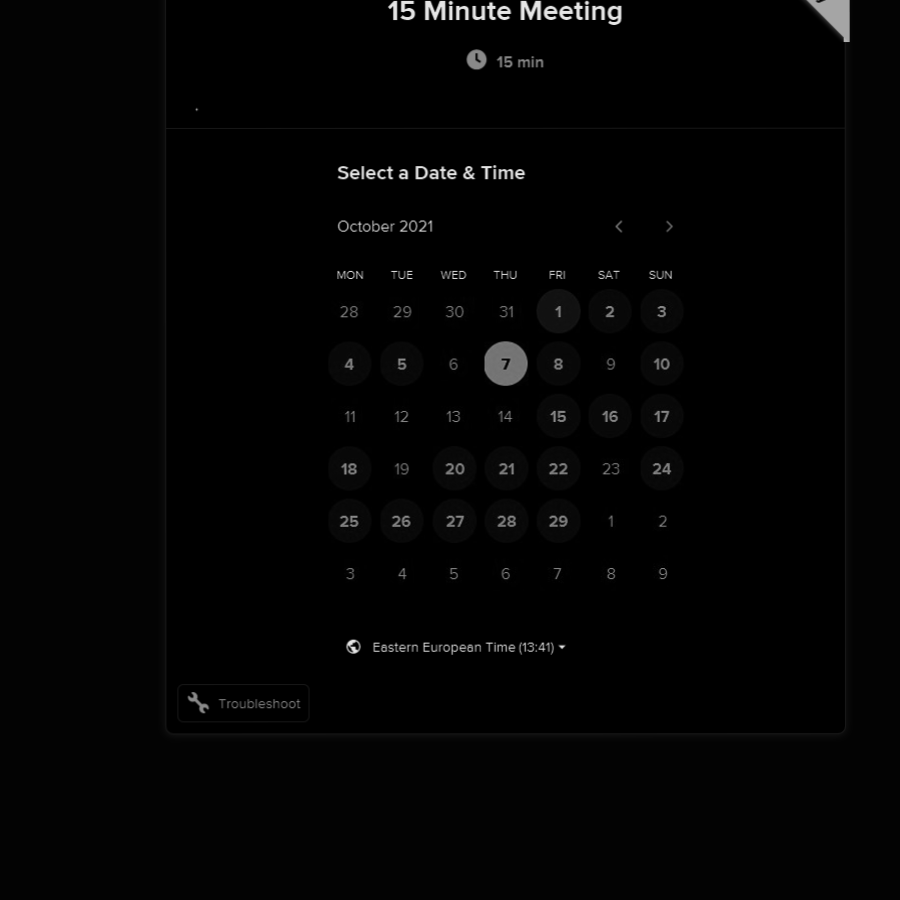 15 Minute Meeting
15 min
.
Select a Date & Time
October 2021
MON TUE WED THU FRI SAT SUN
28 29 30 31 1 2 3
4 5 6 7 8 9 10
11 12 13 14 15 16 17
18 19 20 21 22 23 24
25 26 27 28 29 1 2
3 4 5 6 7 8 9
Eastern European Time (13:41)
Troubleshoot